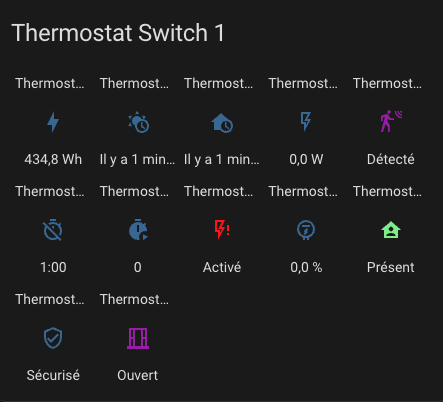 Thermostat Switch 1
Thermost... Thermost... Thermost... Thermost... Thermost...
434,8 Wh Il y a 1 min... Il y a 1 min... 0,0 W Détecté
Thermost... Thermost... Thermost... Thermost... Thermost...
1:00 0 Activé 0,0 % Présent
Thermost... Thermost...
Sécurisé Ouvert